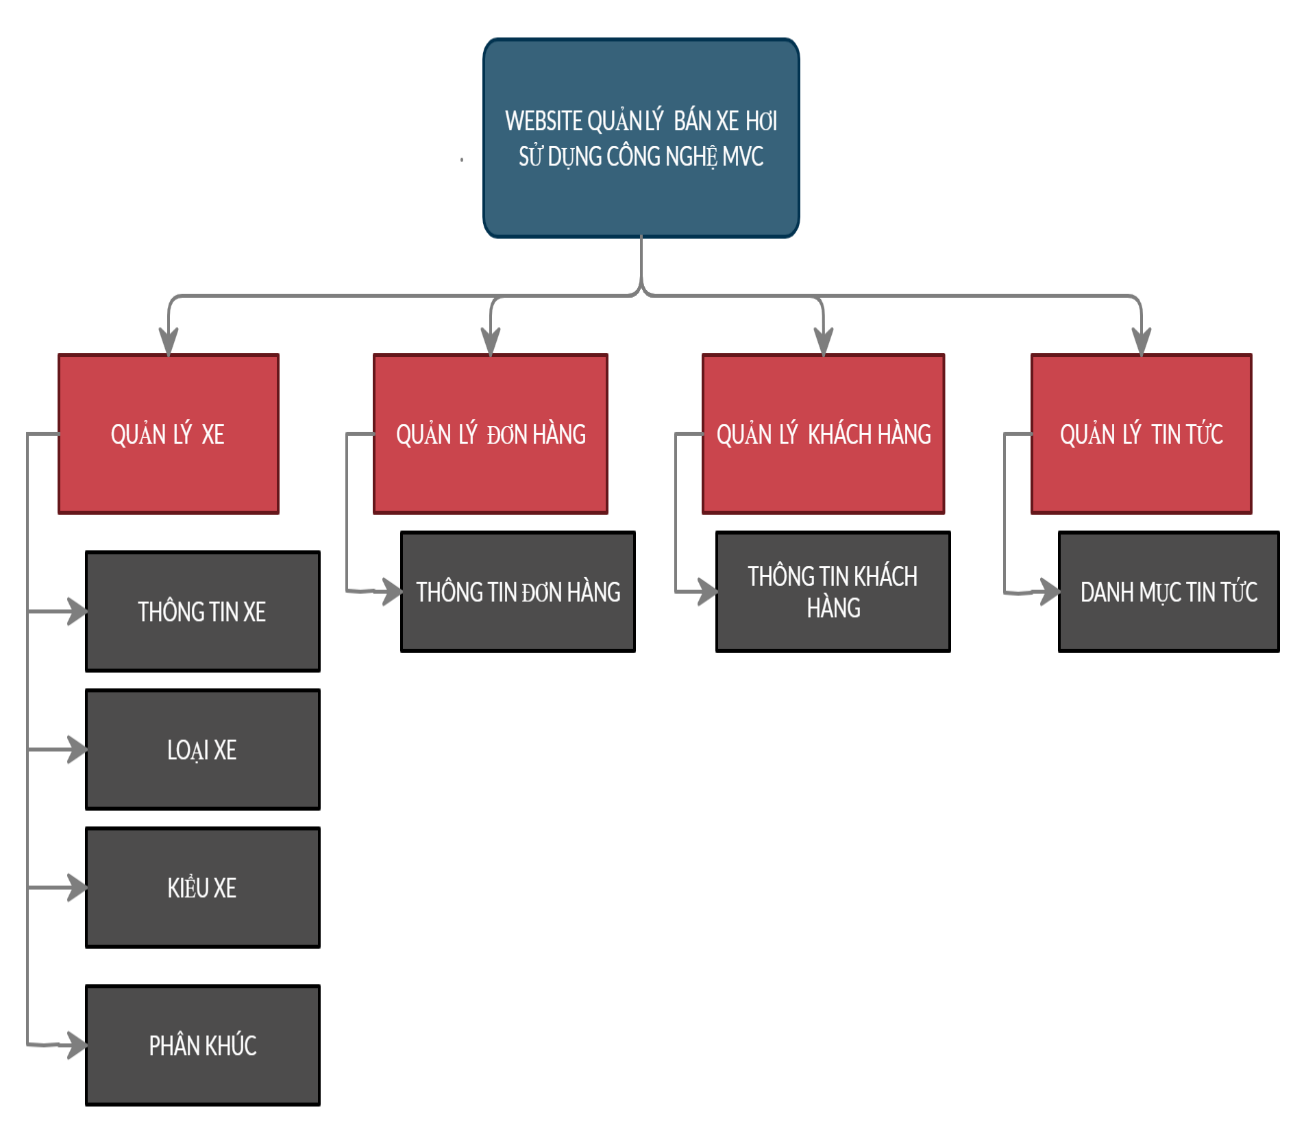 WEBSITE QUẢN LÝ BÁN XE HƠI
SỬ DỤNG CÔNG NGHỆ MVC
QUẢN LÝ XE
QUẢN LÝ ĐƠN HÀNG
QUẢN LÝ KHÁCH HÀNG
QUẢN LÝ TIN TỨC
THÔNG TIN XE
LOẠI XE
KIỂU XE
PHÂN KHÚC
THÔNG TIN ĐƠN HÀNG
THÔNG TIN KHÁCH
HÀNG
DANH MỤC TIN TỨC